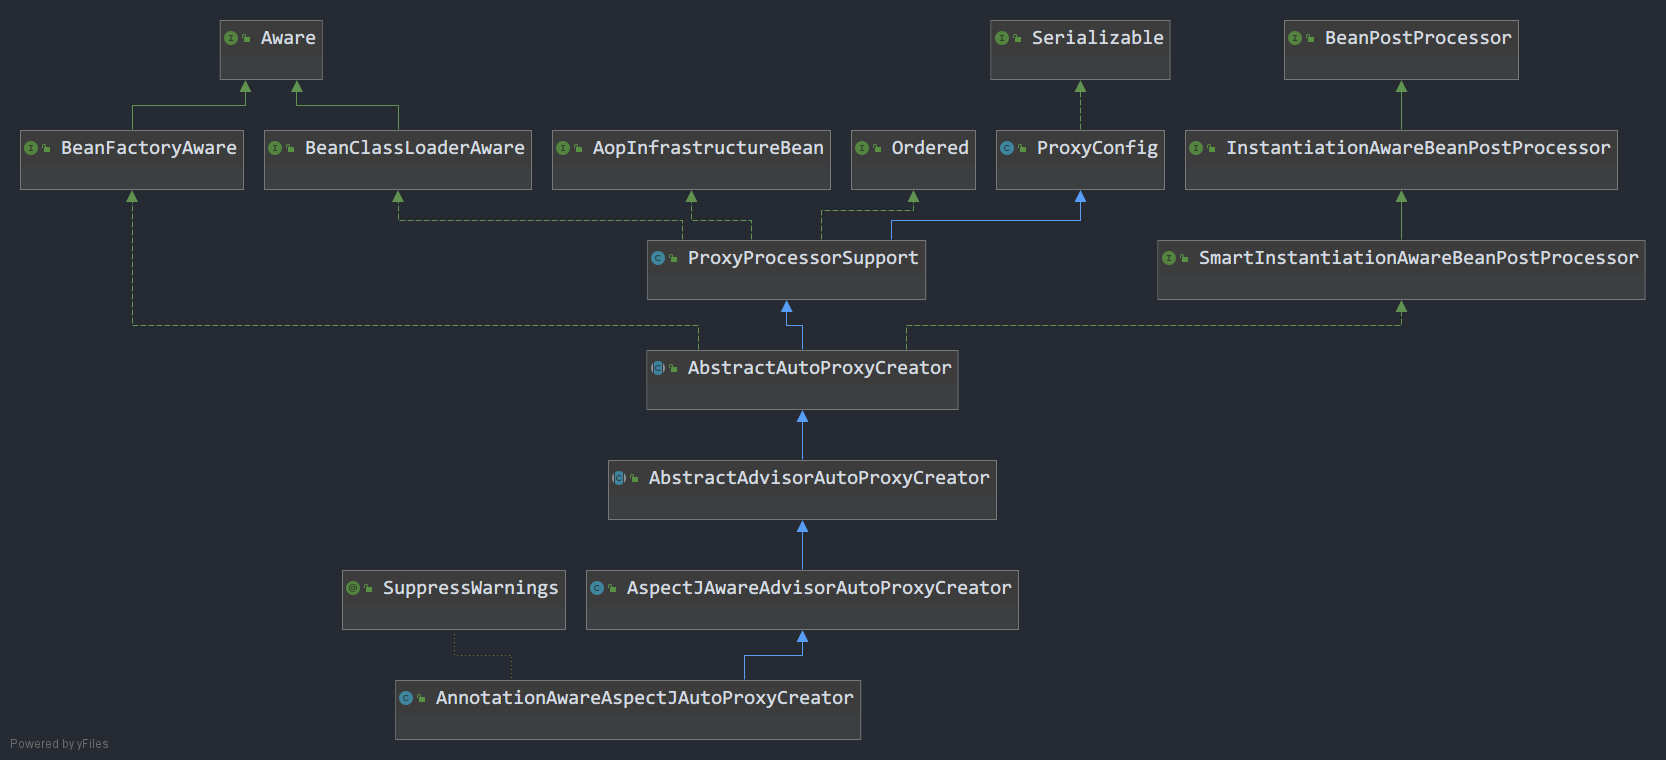 Aware
Serializable
BeanPostProcessor
BeanFactoryAware
BeanClassLoaderAware
AopInfrastructureBean
Ordered
ProxyConfig
InstantiationAwareBeanPostProcessor
ProxyProcessorSupport
SmartInstantiationAwareBeanPostProcessor
AbstractAutoProxyCreator
AbstractAdvisorAutoProxyCreator
SuppressWarnings
AspectJAwareAdvisorAutoProxyCreator
AnnotationAwareAspectJAutoProxyCreator
Powered by yFiles